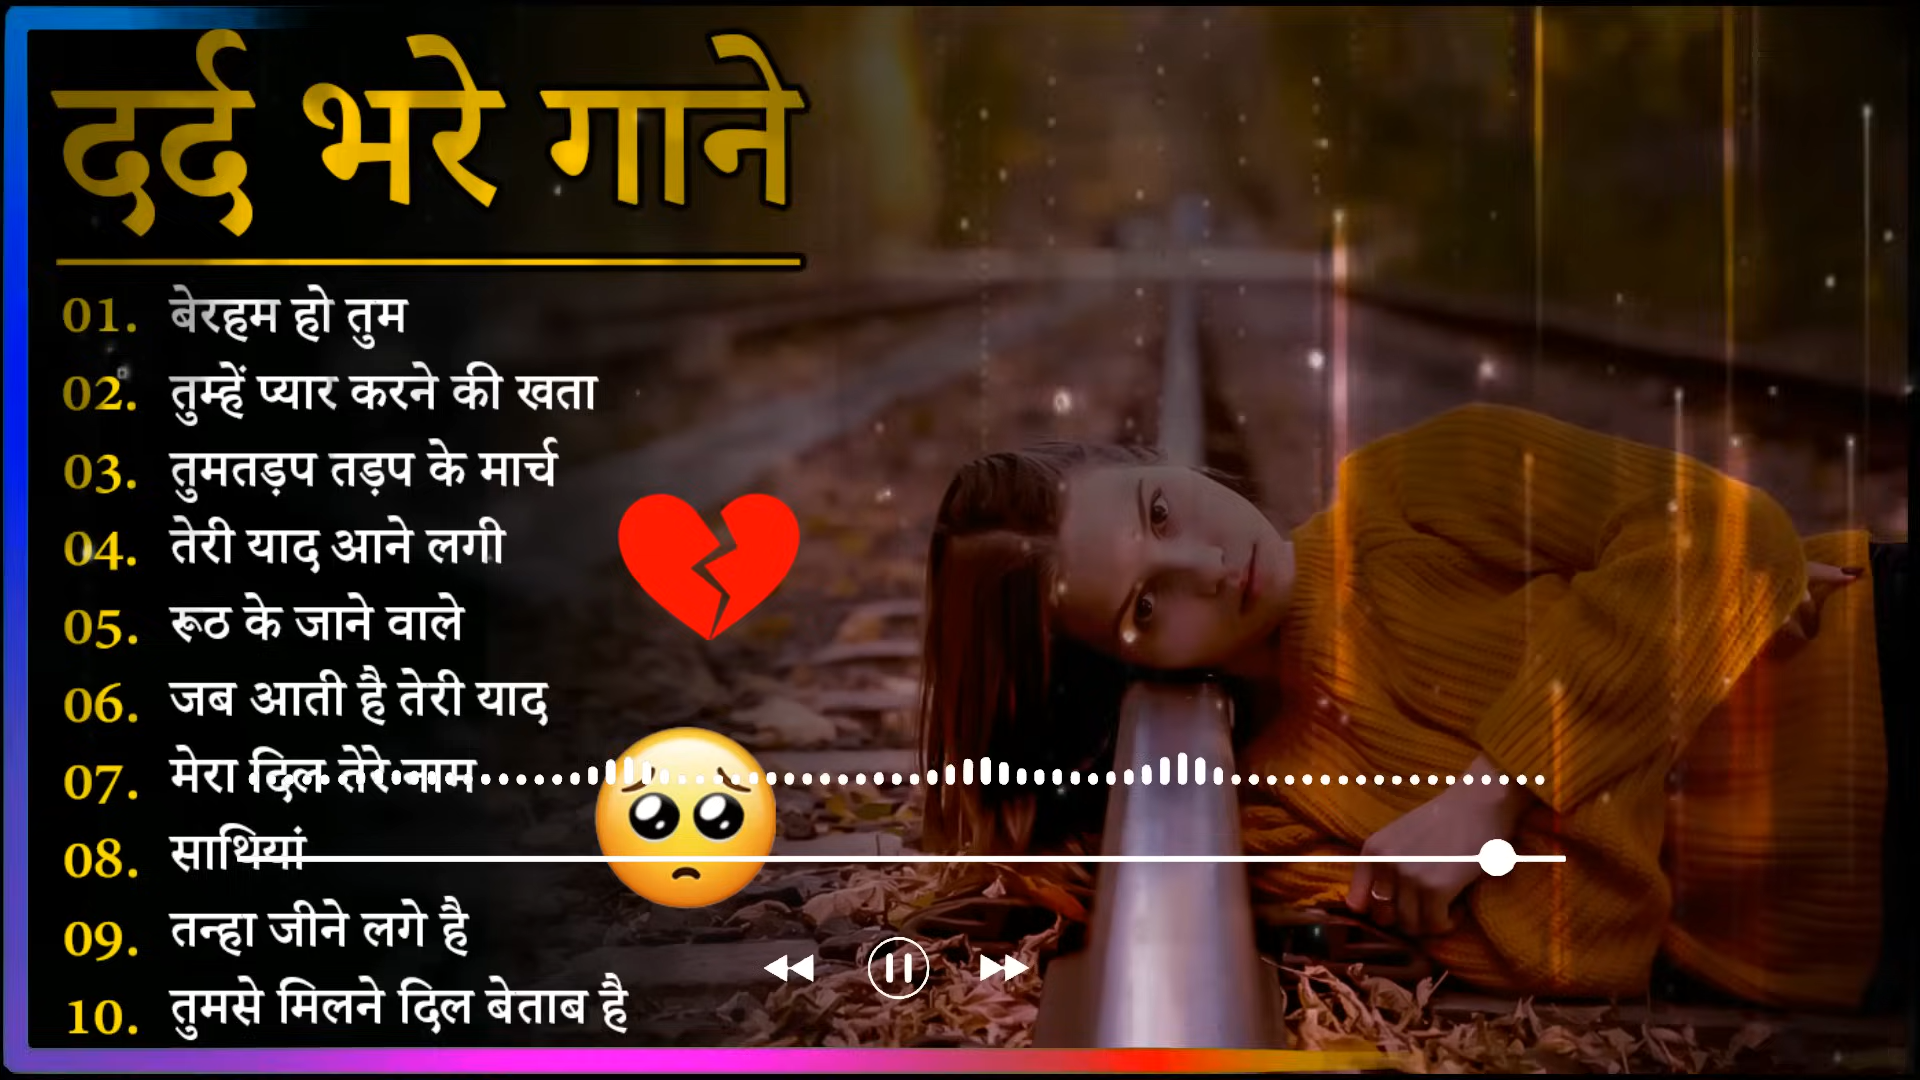 दर्द भरे गाने
01. बेरहम हो तुम
02. तुम्हें प्यार करने की खता
03. तुमतड़प तड़प के मार्च
04. तेरी याद आने लगी
05. रूठ के जाने वाले
06. जब आती है तेरी याद
07. मेरा दिल तेरे नाम
08. साथियां
09. तन्हा जीने लगे है
10. तुमसे मिलने दिल बेताब है